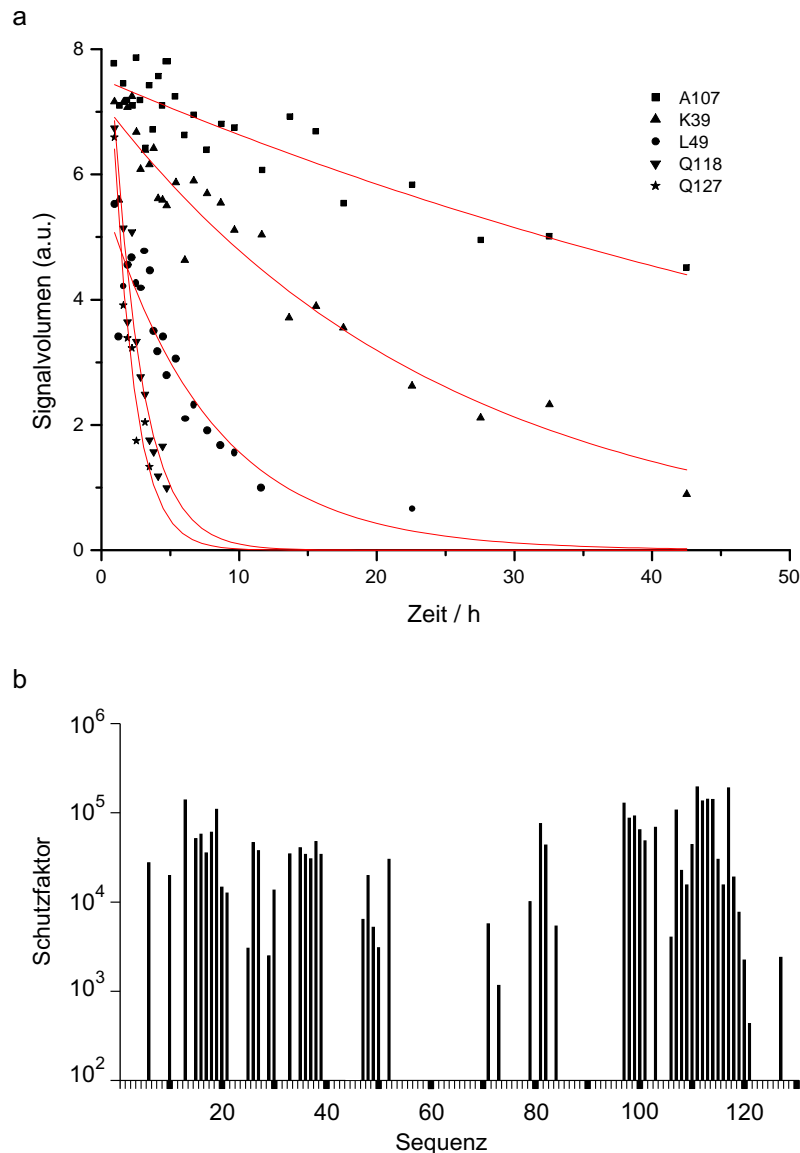 a
8
6
4
2
0
Signalvolumen (a.u.)
A107
K39
L49
Q118
Q127
0 10 20 30 40 50
Zeit / h
b
10^6
10^5
10^4
10^3
10^2
Schutzfaktor
20 40 60 80 100 120
Sequenz